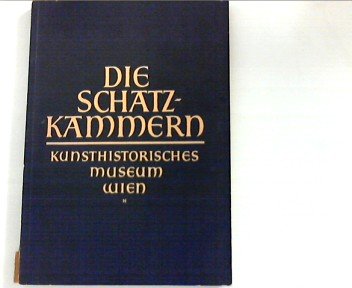 DIE
SCHATZ-
KAMMERN
KUNSTHISTORISCHES
MUSEUM
WIEN